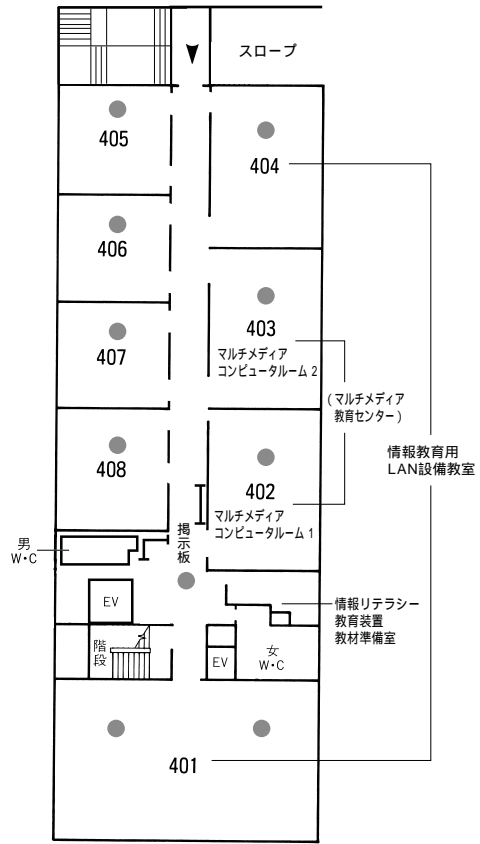 スロープ
405
404
406
403
マルチメディア
コンピュータルーム2
407
(マルチメディア
教育センター)
情報教育用
LAN設備教室
408
402
マルチメディア
コンピュータルーム1
掲示板
男
W・C
EV
情報リテラシー
教育装置
教材準備室
階段
EV
女
W・C
401